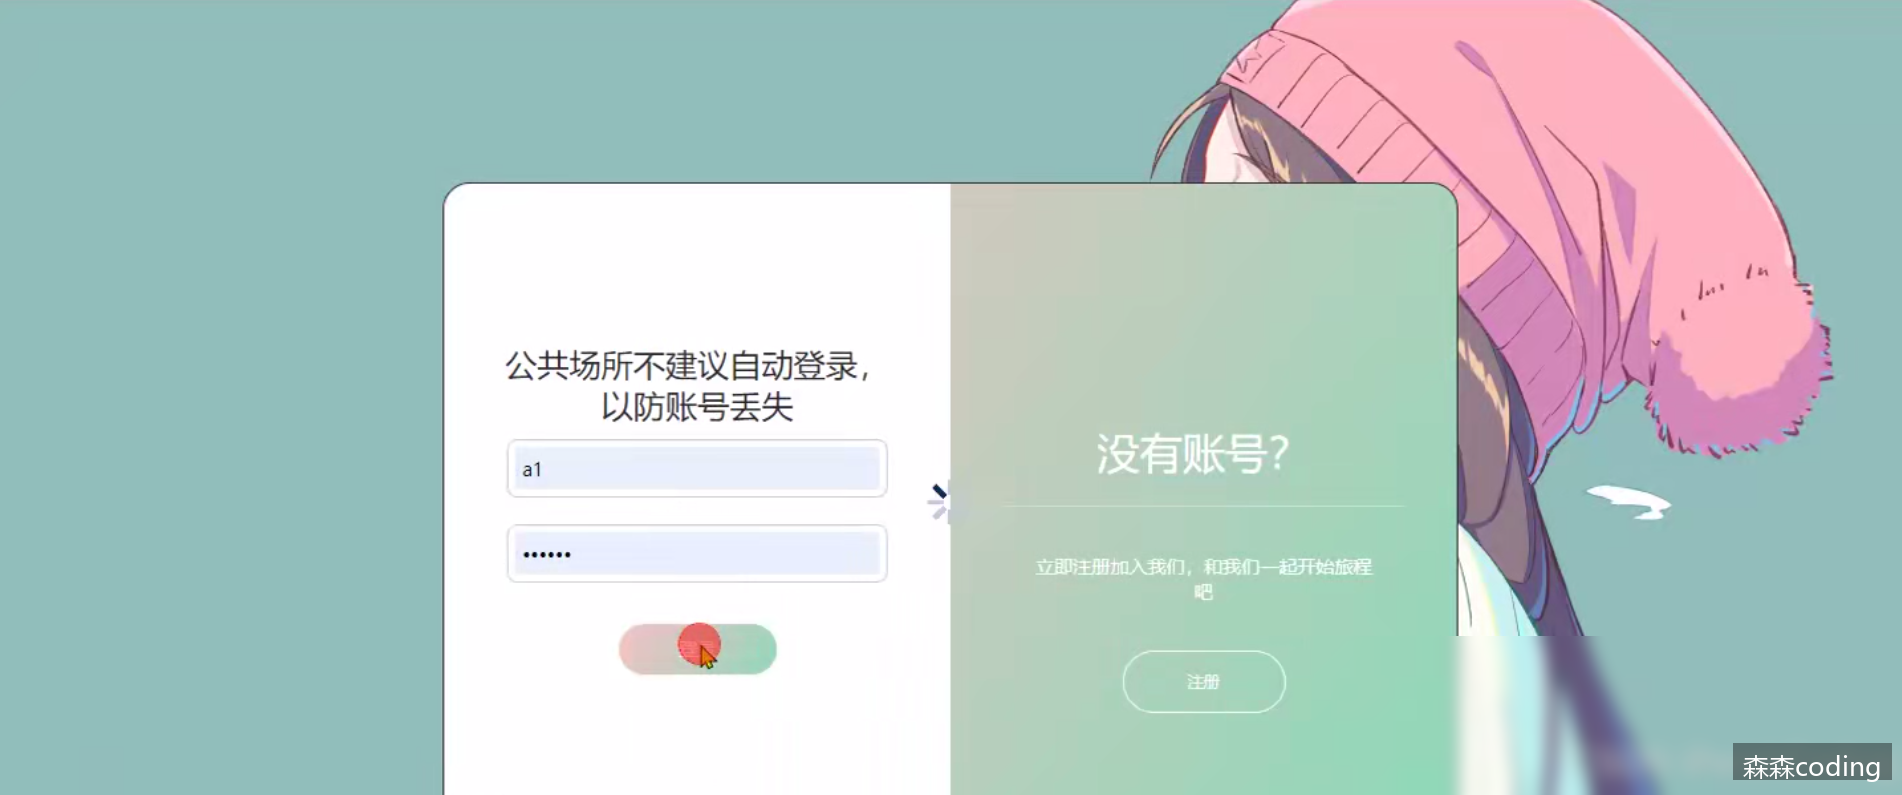 公共场所不建议自动登录，
以防账号丢失
a1
••••••
没有账号？
立即注册加入我们，和我们一起开始旅程
吧
注册
森森coding